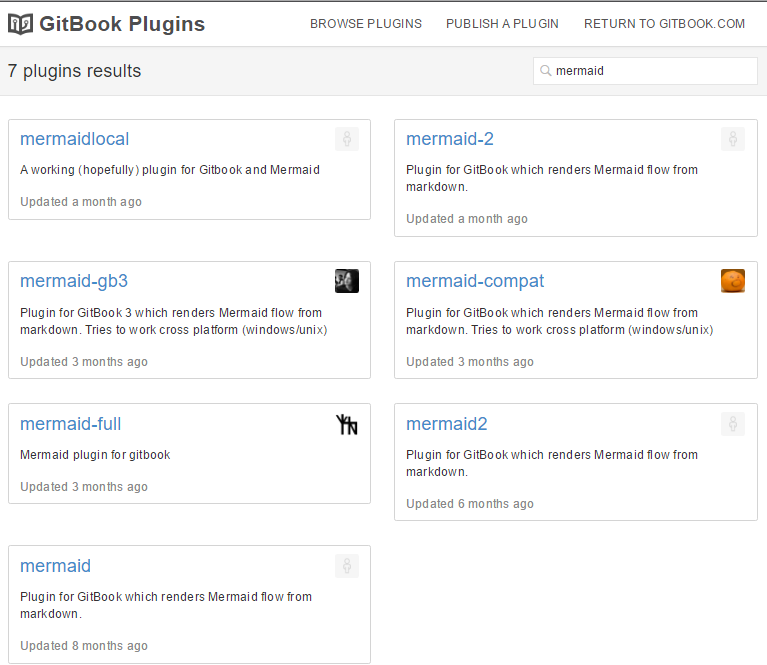 GitBook Plugins
BROWSE PLUGINS PUBLISH A PLUGIN RETURN TO GITBOOK.COM
7 plugins results
mermaid
mermaidlocal
A working (hopefully) plugin for Gitbook and Mermaid
Updated a month ago
mermaid-2
Plugin for GitBook which renders Mermaid flow from
markdown.
Updated a month ago
mermaid-gb3
Plugin for GitBook 3 which renders Mermaid flow from
markdown. Tries to work cross platform (windows/unix)
Updated 3 months ago
mermaid-compat
Plugin for GitBook which renders Mermaid flow from
markdown. Tries to work cross platform (windows/unix)
Updated 3 months ago
mermaid-full
Mermaid plugin for gitbook
Updated 3 months ago
mermaid2
Plugin for GitBook which renders Mermaid flow from
markdown.
Updated 6 months ago
mermaid
Plugin for GitBook which renders Mermaid flow from
markdown.
Updated 8 months ago